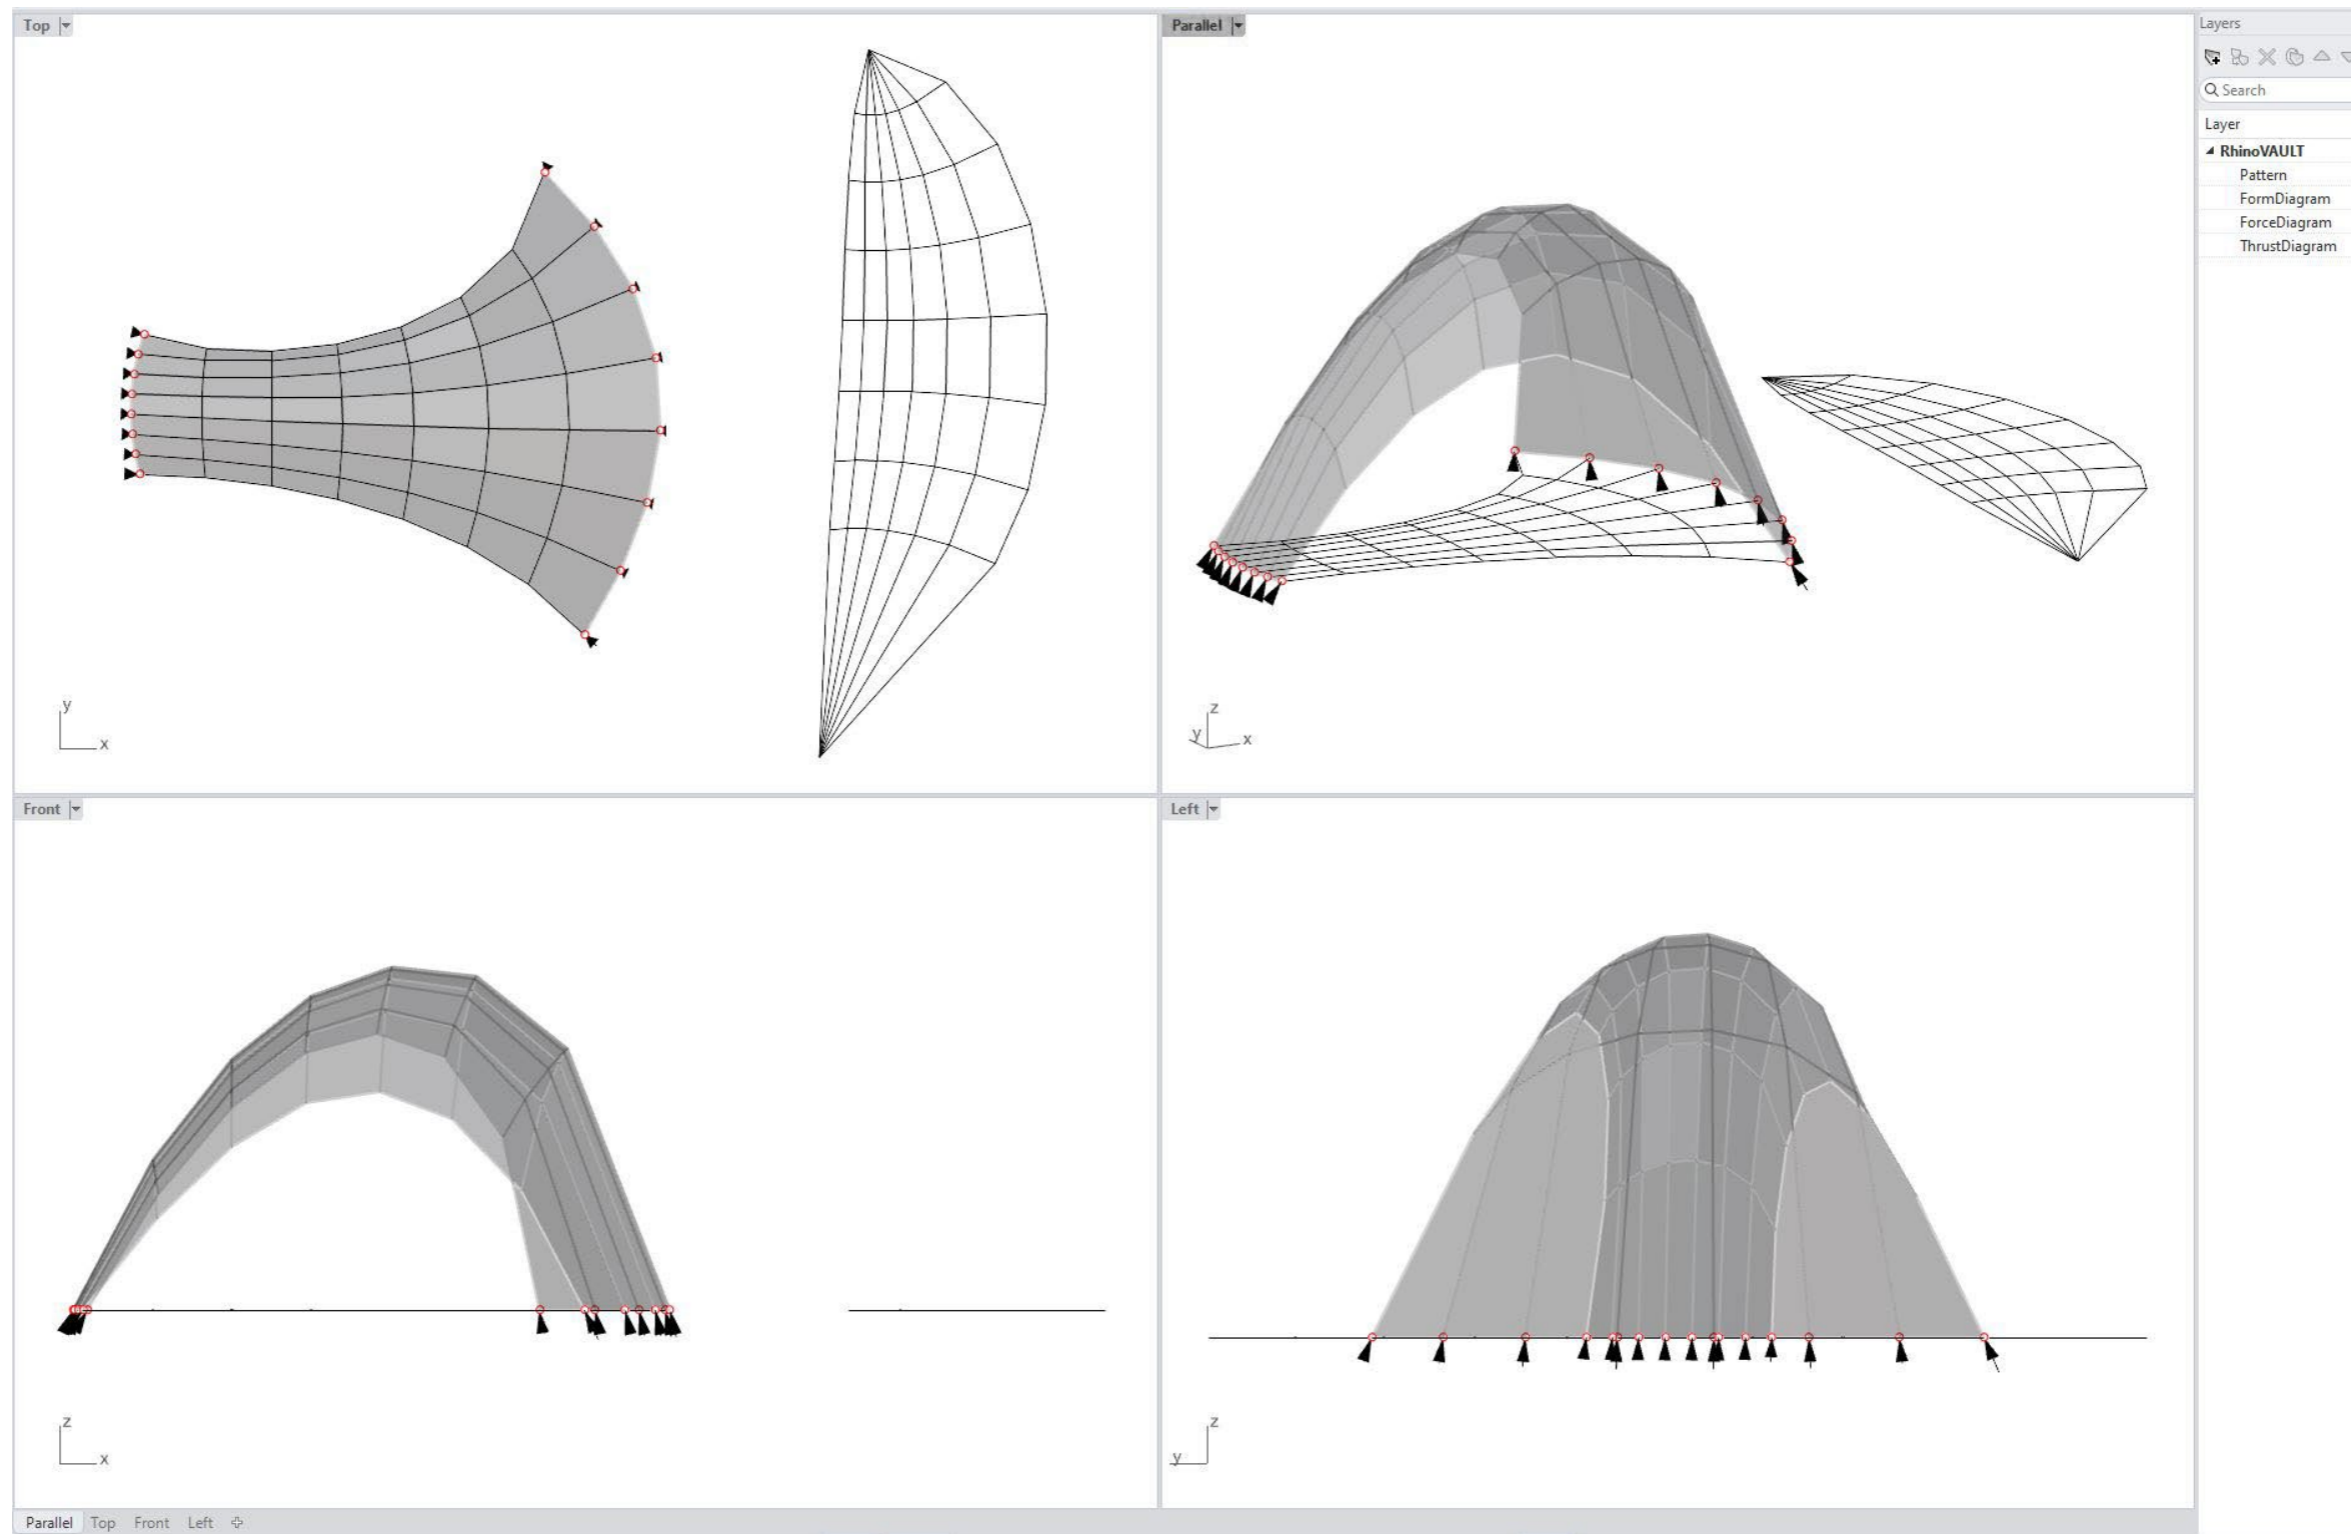 Top
Parallel
Layers
Search
Layer
RhinoVAULT
Pattern
FormDiagram
ForceDiagram
ThrustDiagram
y
x
z
y
x
Front
Left
z
x
z
y
Parallel Top Front Left